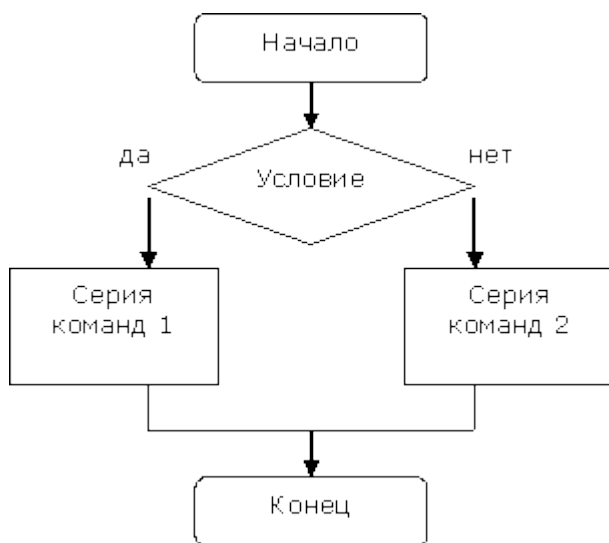 Начало
да
нет
Условие
Серия
команд 1
Серия
команд 2
Конец